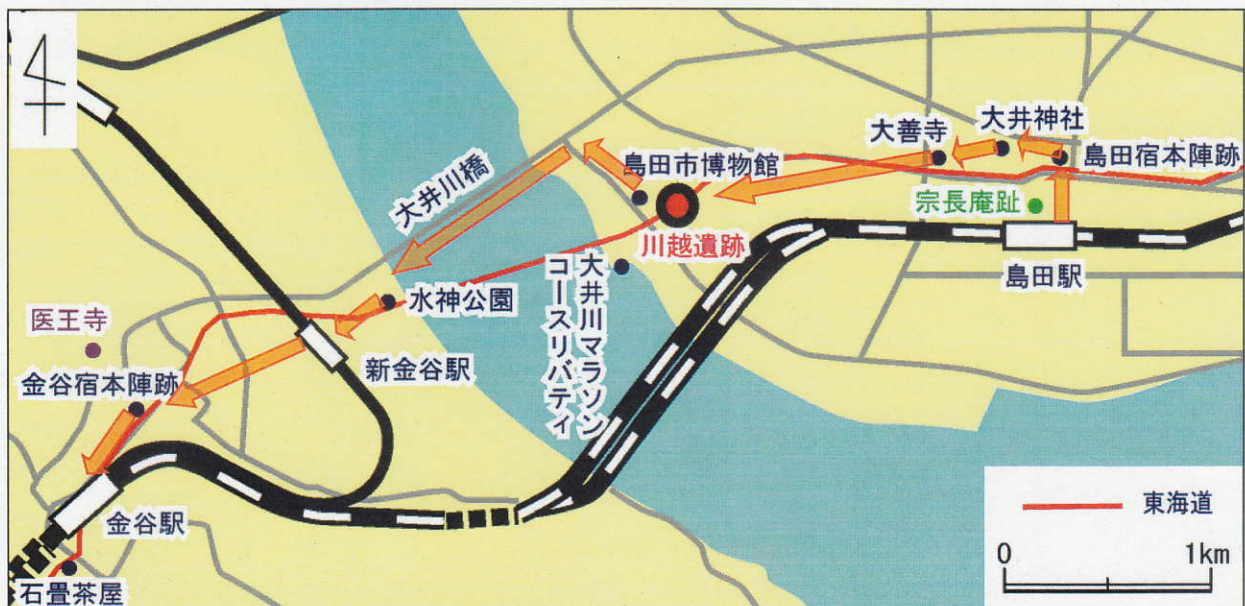 大井神社
大善寺
島田宿本陣跡
島田市博物館
宗長庵趾
大井川橋
川越遺跡
島田駅
大井川マラソン
コースリバティ
水神公園
医王寺
新金谷駅
金谷宿本陣跡
金谷駅
石畳茶屋
東海道
0 1km